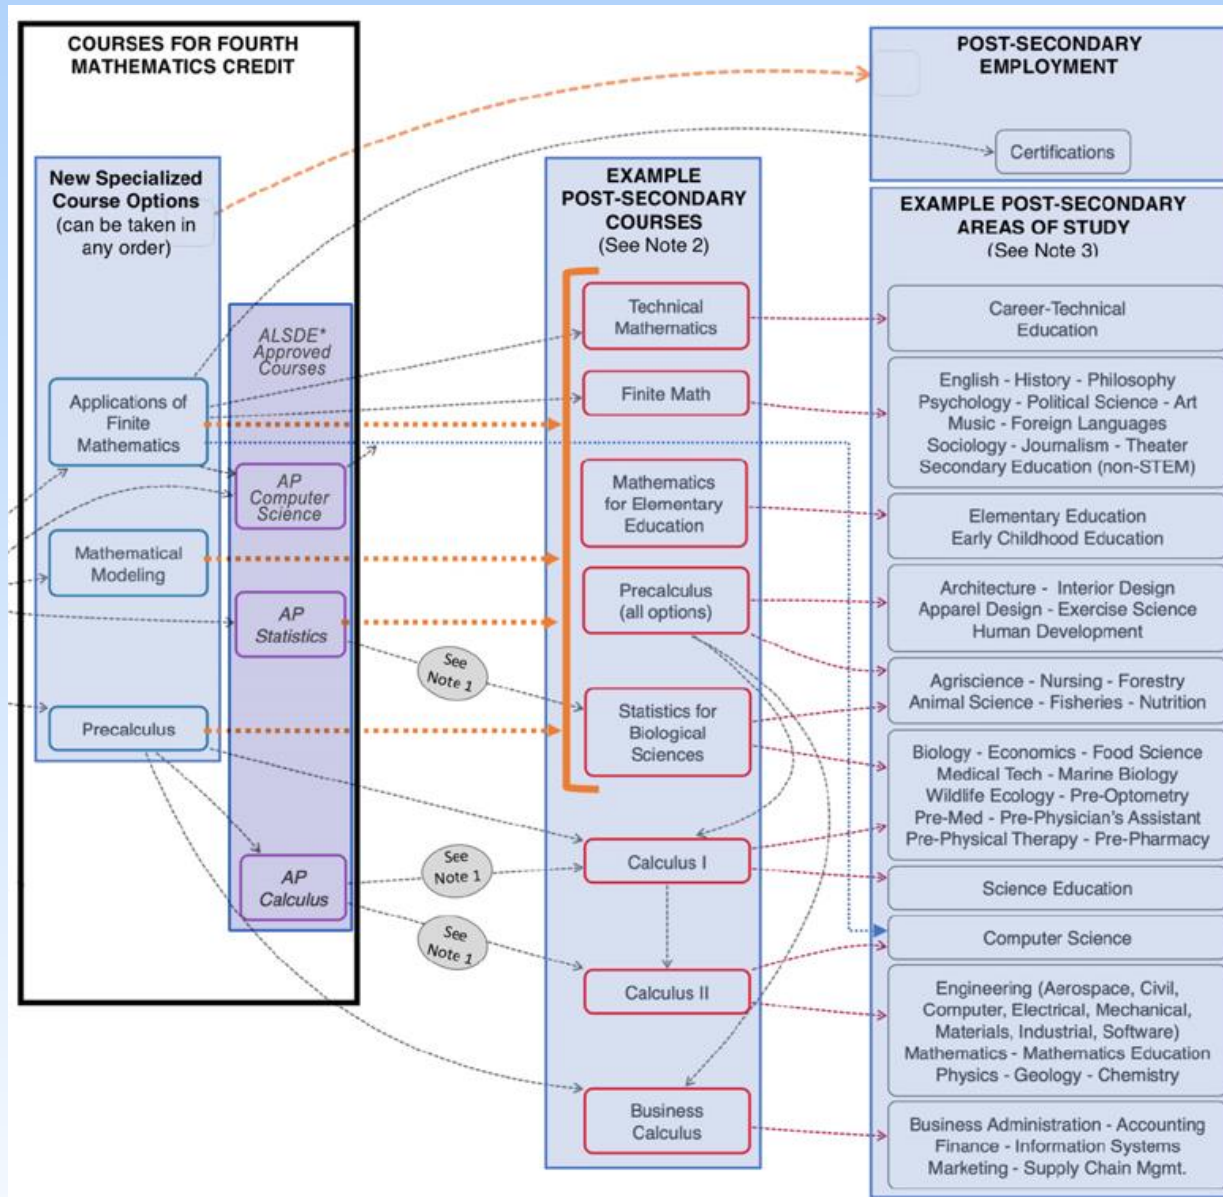 COURSES FOR FOURTH
MATHEMATICS CREDIT
New Specialized
Course Options
(can be taken in
any order)
ALSDE*
Approved
Courses
Applications of
Finite
Mathematics
AP
Computer
Science
Mathematical
Modeling
AP
Statistics
Precalculus
AP
Calculus
See
Note 1
See
Note 1
See
Note 1
EXAMPLE
POST-SECONDARY
COURSES
(See Note 2)
Technical
Mathematics
Finite Math
Mathematics
for Elementary
Education
Precalculus
(all options)
Statistics for
Biological
Sciences
Calculus I
Calculus II
Business
Calculus
POST-SECONDARY
EMPLOYMENT
Certifications
EXAMPLE POST-SECONDARY
AREAS OF STUDY
(See Note 3)
Career-Technical
Education
English - History - Philosophy
Psychology - Political Science - Art
Music - Foreign Languages
Sociology - Journalism - Theater
Secondary Education (non-STEM)
Elementary Education
Early Childhood Education
Architecture - Interior Design
Apparel Design - Exercise Science
Human Development
Agriscience - Nursing - Forestry
Animal Science - Fisheries - Nutrition
Biology - Economics - Food Science
Medical Tech - Marine Biology
Wildlife Ecology - Pre-Optometry
Pre-Med - Pre-Physician's Assistant
Pre-Physical Therapy - Pre-Pharmacy
Science Education
Computer Science
Engineering (Aerospace, Civil,
Computer, Electrical, Mechanical,
Materials, Industrial, Software)
Mathematics - Mathematics Education
Physics - Geology - Chemistry
Business Administration - Accounting
Finance - Information Systems
Marketing - Supply Chain Mgmt.